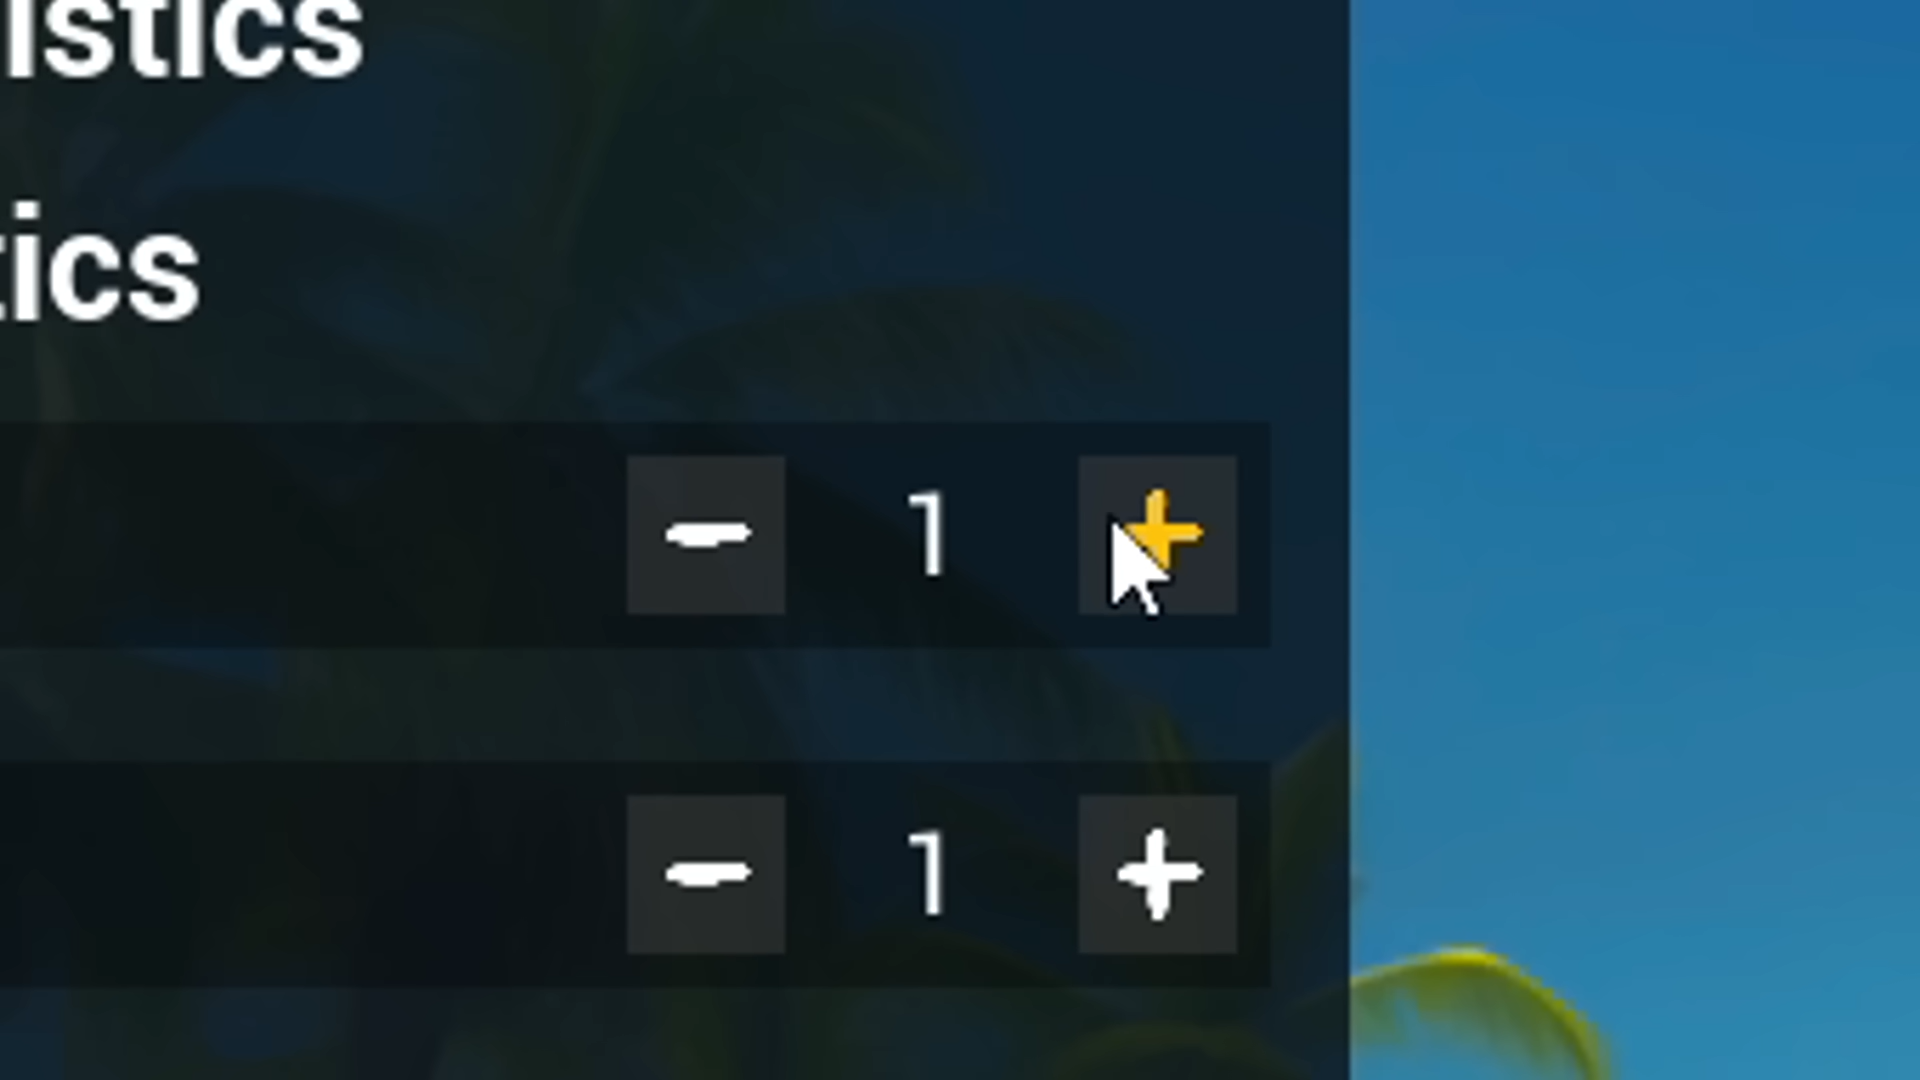 istics
tics
- 1 +
- 1 +